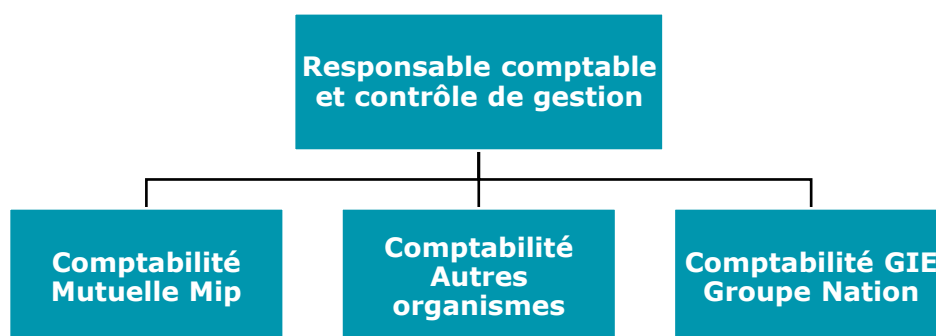 Responsable comptable
et contrôle de gestion
Comptabilité
Mutuelle Mip
Comptabilité
Autres
organismes
Comptabilité GIE
Groupe Nation